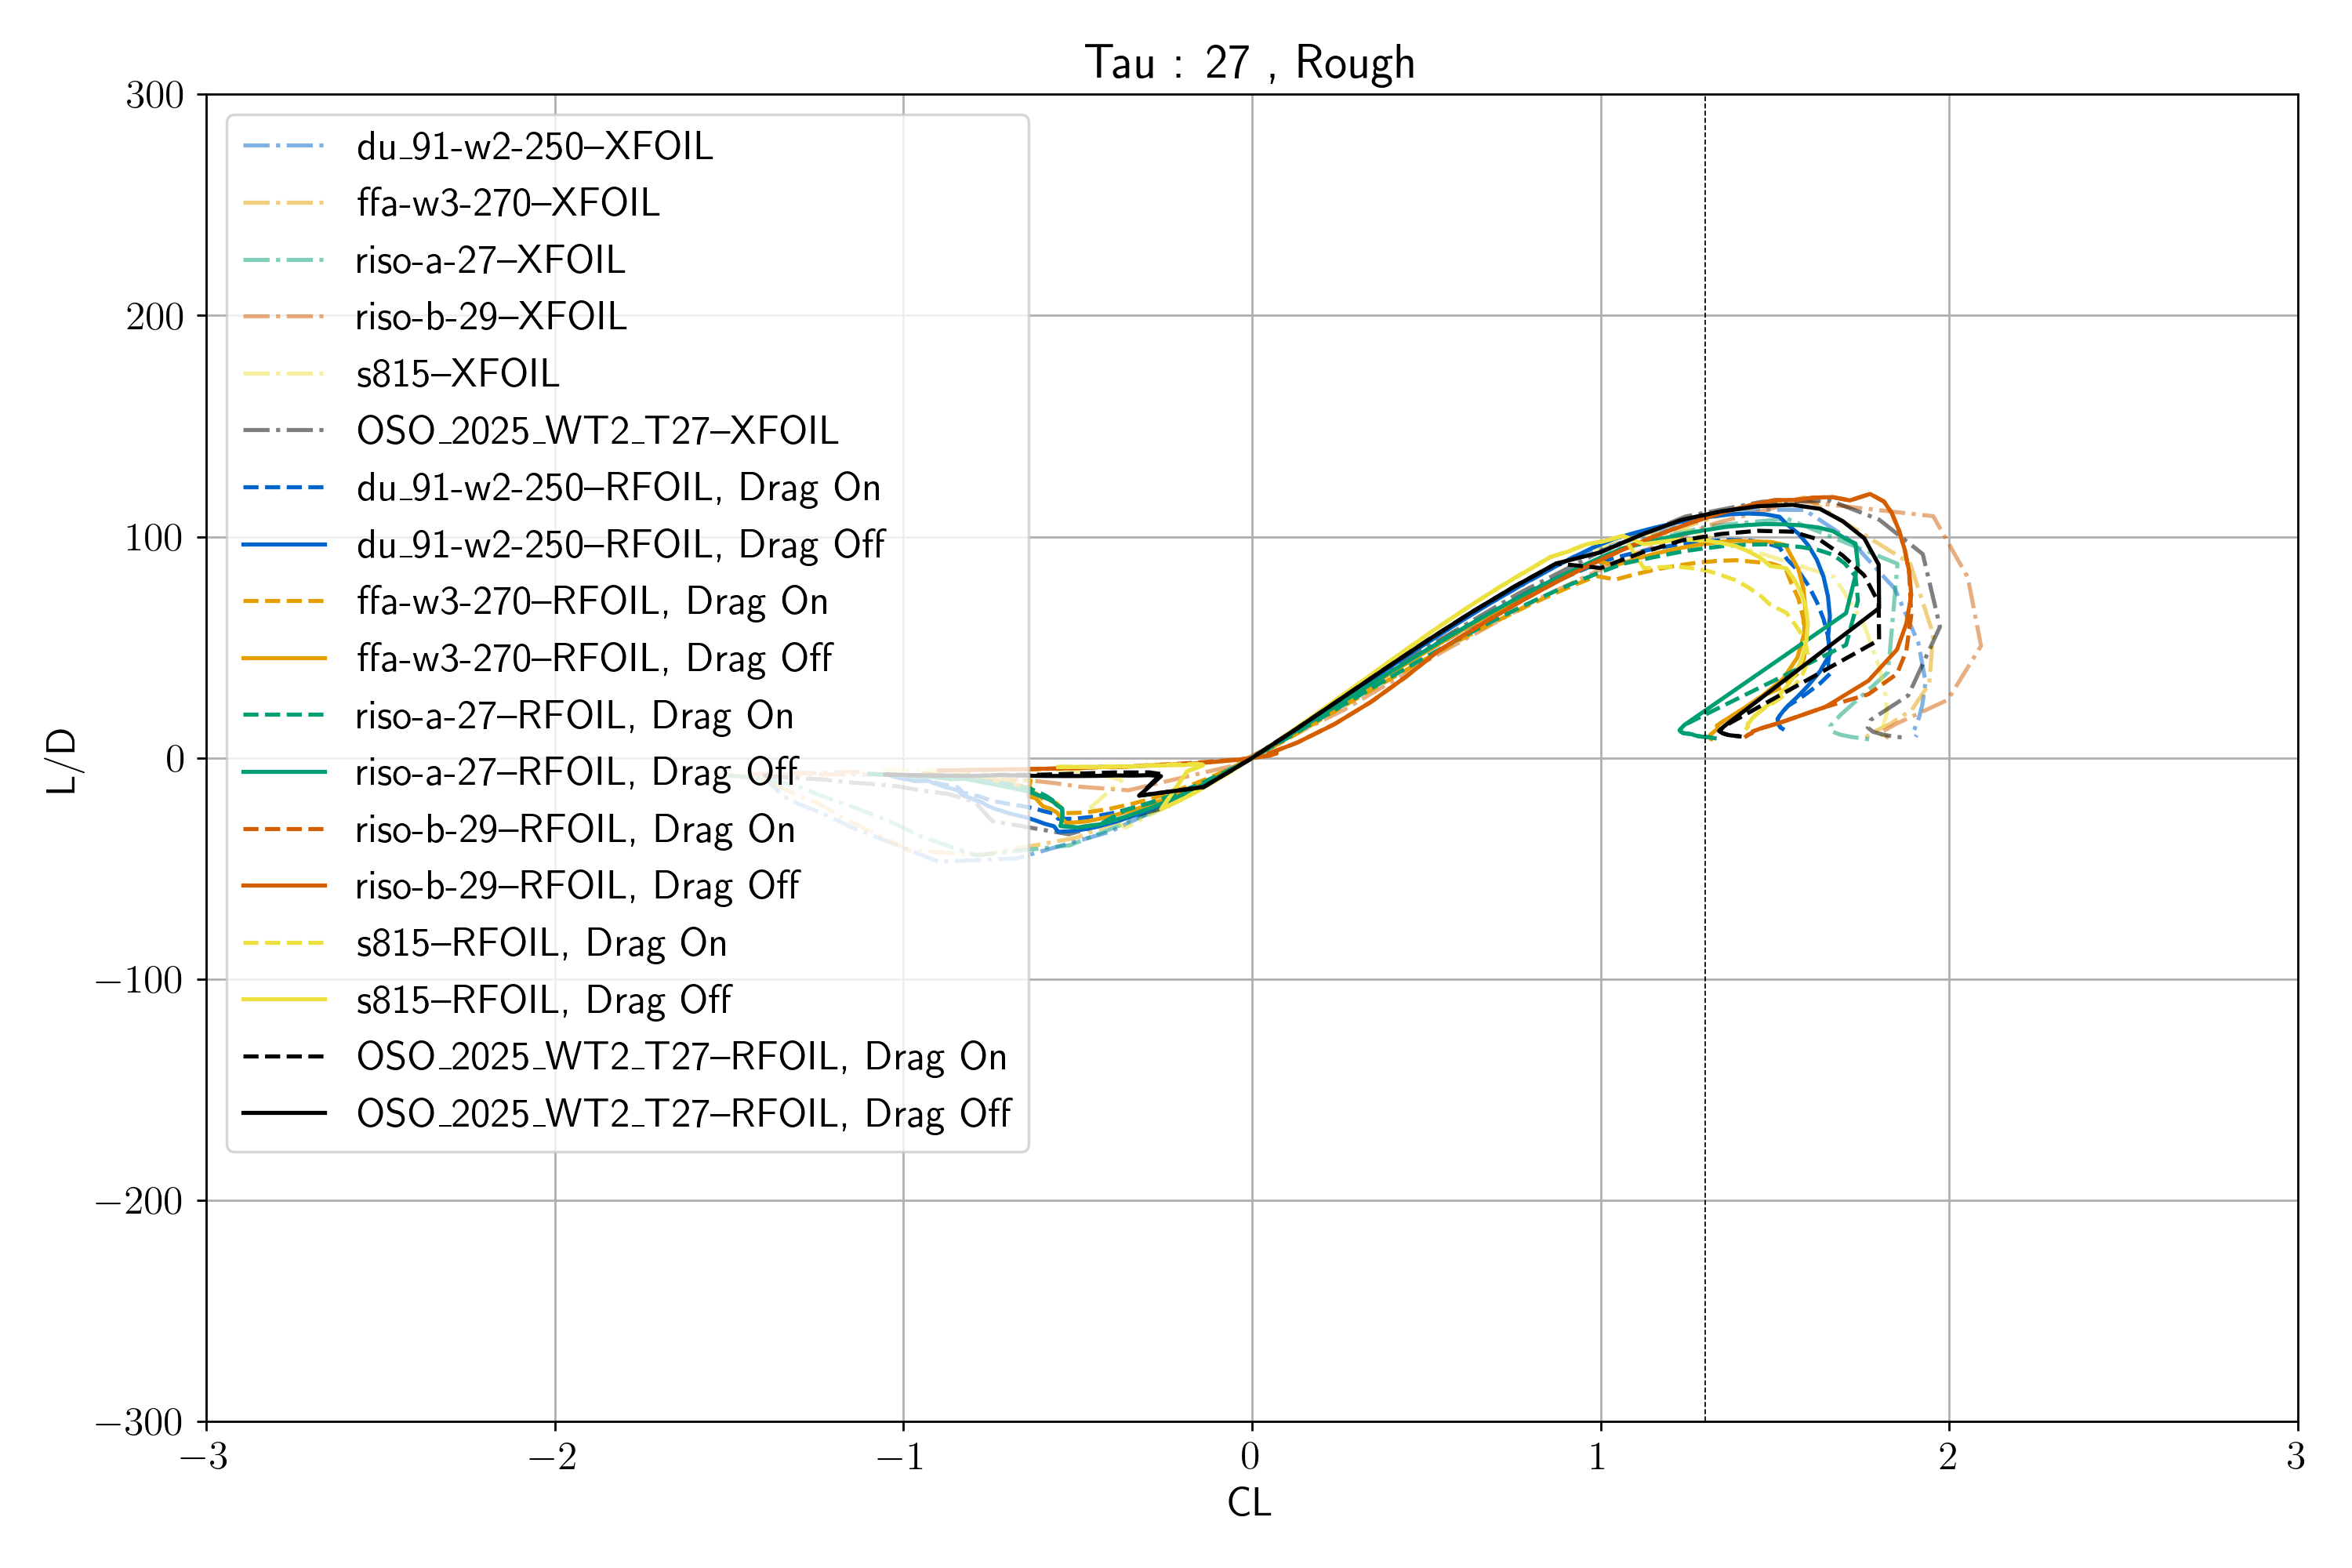 Tau : 27 , Rough
300
200
100
0
−100
−200
−300
L/D
du_91-w2-250–XFOIL
ffa-w3-270–XFOIL
riso-a-27–XFOIL
riso-b-29–XFOIL
s815–XFOIL
OSO_2025_WT2_T27–XFOIL
du_91-w2-250–RFOIL, Drag On
du_91-w2-250–RFOIL, Drag Off
ffa-w3-270–RFOIL, Drag On
ffa-w3-270–RFOIL, Drag Off
riso-a-27–RFOIL, Drag On
riso-a-27–RFOIL, Drag Off
riso-b-29–RFOIL, Drag On
riso-b-29–RFOIL, Drag Off
s815–RFOIL, Drag On
s815–RFOIL, Drag Off
OSO_2025_WT2_T27–RFOIL, Drag On
OSO_2025_WT2_T27–RFOIL, Drag Off
−3 −2 −1 0 1 2 3
CL